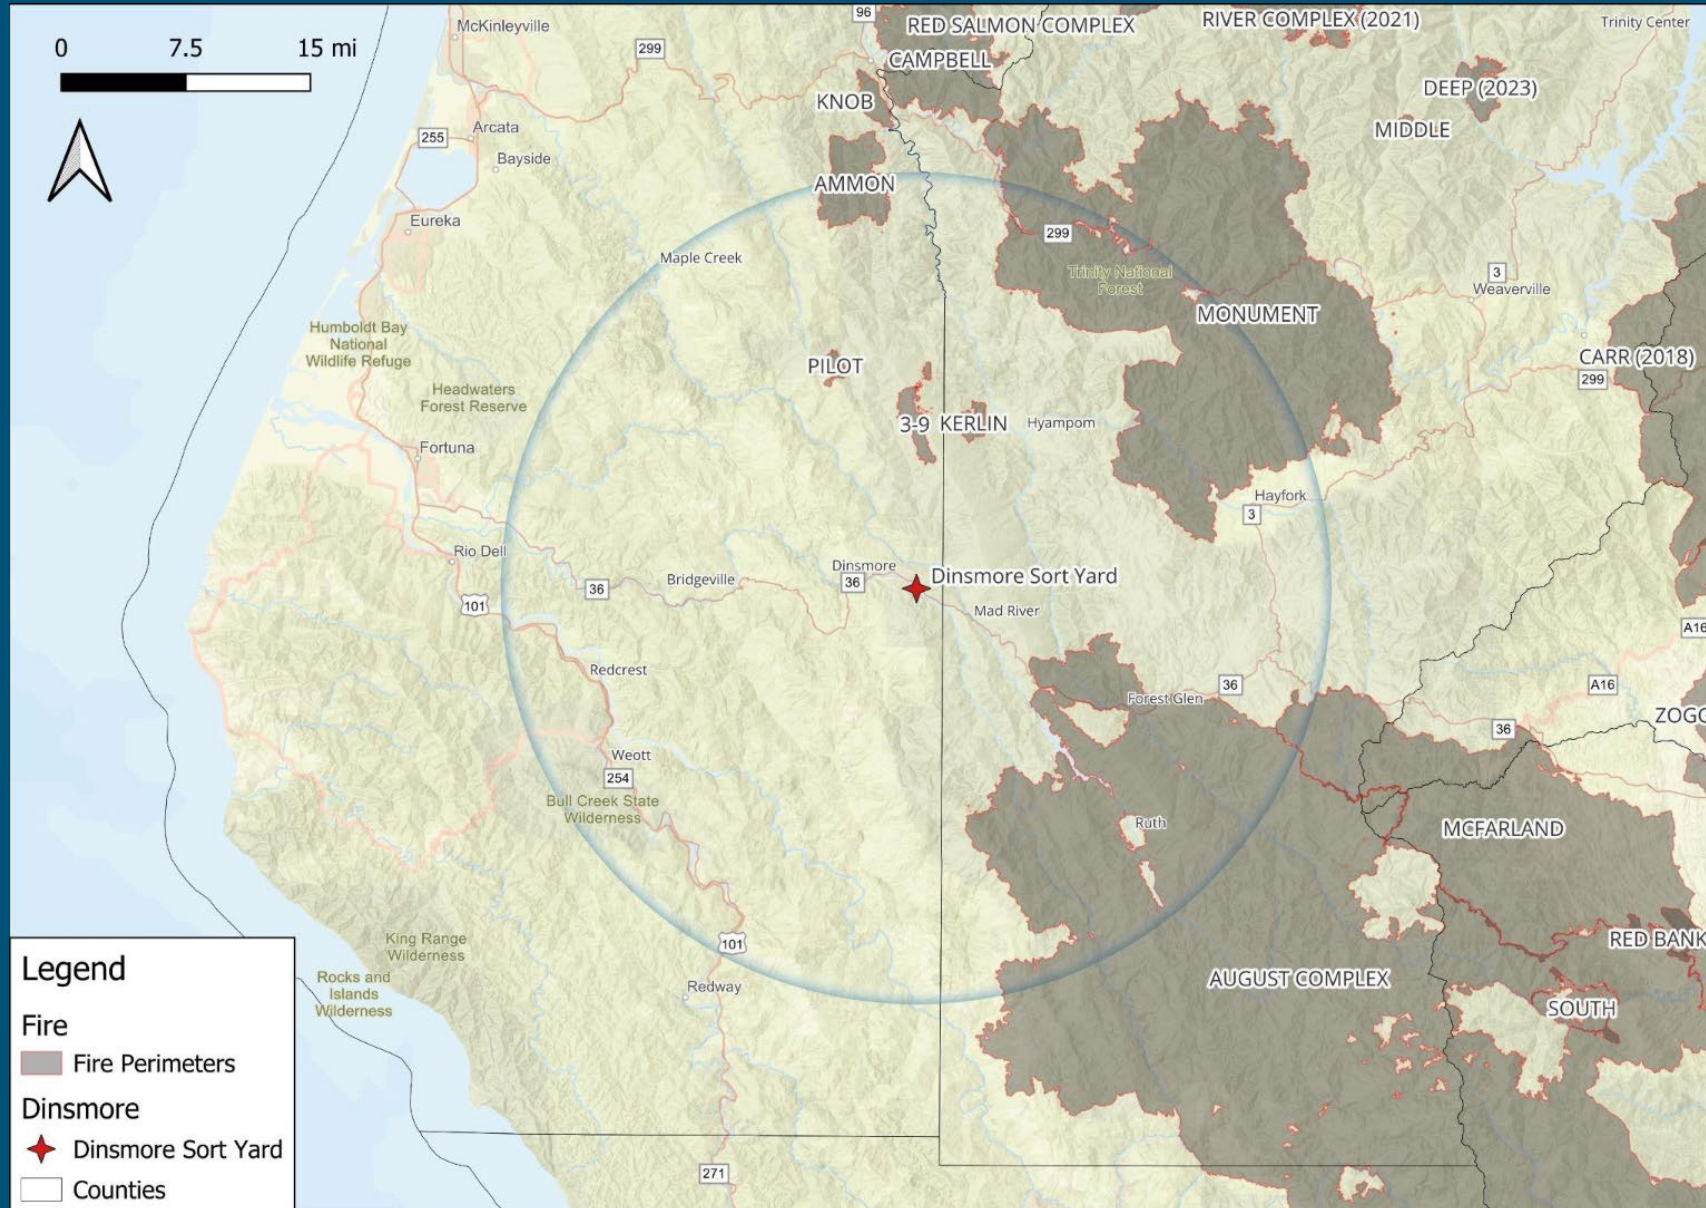 0 7.5 15 mi
McKinleyville
96
RED SALMON COMPLEX
RIVER COMPLEX (2021)
Trinity Center
299
CAMPBELL
KNOB
DEEP (2023)
MIDDLE
255
Arcata
Bayside
AMMON
Eureka
299
Maple Creek
Trinity National
Forest
3
Weaverville
MONUMENT
Humboldt Bay
National
Wildlife Refuge
PILOT
CARR (2018)
299
Headwaters
Forest Reserve
3-9
KERLIN
Hyampom
Fortuna
Hayfork
3
Rio Dell
Dinsmore
Dinsmore Sort Yard
Bridgeville
36
36
101
Mad River
A16
Redcrest
Forest Glen
36
A16
ZOGG
36
Weott
254
Bull Creek State
Wilderness
Ruth
MCFARLAND
King Range
Wilderness
101
RED BANK
Rocks and
Islands
Wilderness
Redway
AUGUST COMPLEX
SOUTH
271
Legend
Fire
Fire Perimeters
Dinsmore
Dinsmore Sort Yard
Counties